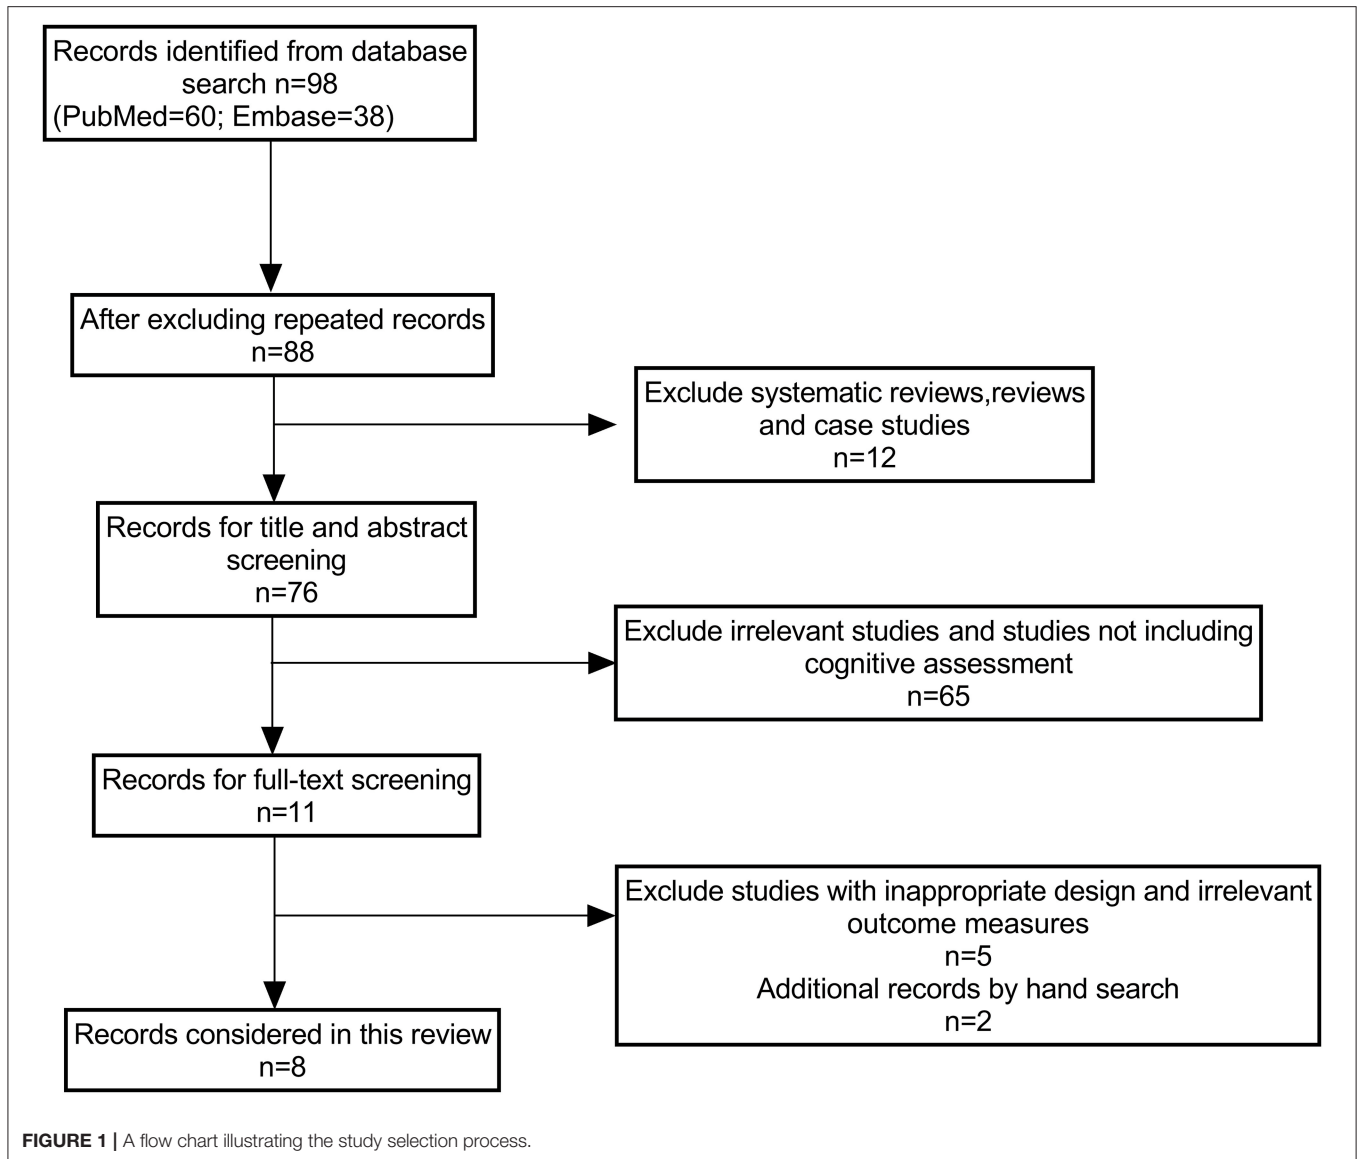 Records identified from database
search n=98
(PubMed=60; Embase=38)
After excluding repeated records
n=88
Exclude systematic reviews,reviews
and case studies
n=12
Records for title and abstract
screening
n=76
Exclude irrelevant studies and studies not including
cognitive assessment
n=65
Records for full-text screening
n=11
Exclude studies with inappropriate design and irrelevant
outcome measures
n=5
Additional records by hand search
n=2
Records considered in this review
n=8
FIGURE 1 | A flow chart illustrating the study selection process.